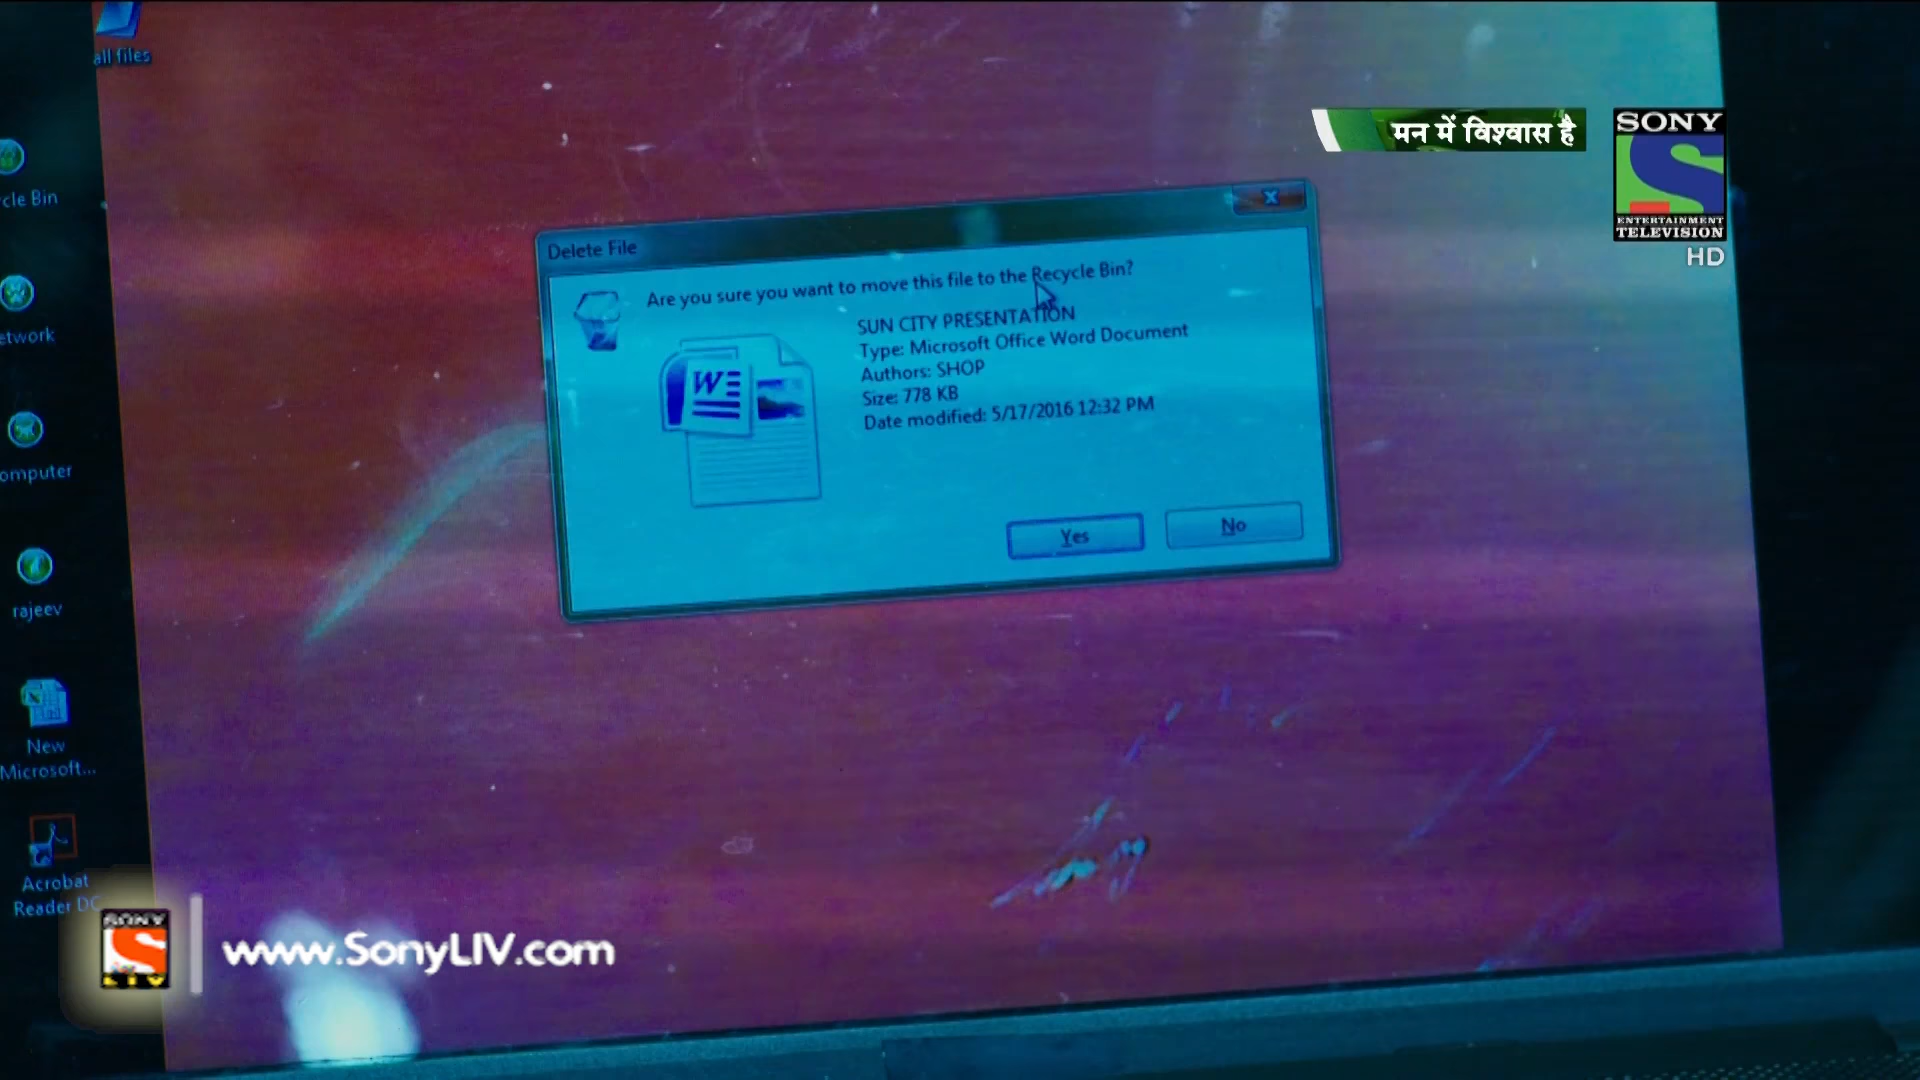 all files
मन में विश्वास है
SONY
ENTERTAINMENT
TELEVISION
HD
cle Bin
Delete File
Are you sure you want to move this file to the Recycle Bin?
SUN CITY PRESENTATION
Type: Microsoft Office Word Document
Authors: SHOP
Size: 778 KB
Date modified: 5/17/2016 12:32 PM
Yes
No
etwork
omputer
rajeev
New
Microsoft...
Acrobat
Reader DC
SONY
LIV
www.SonyLIV.com